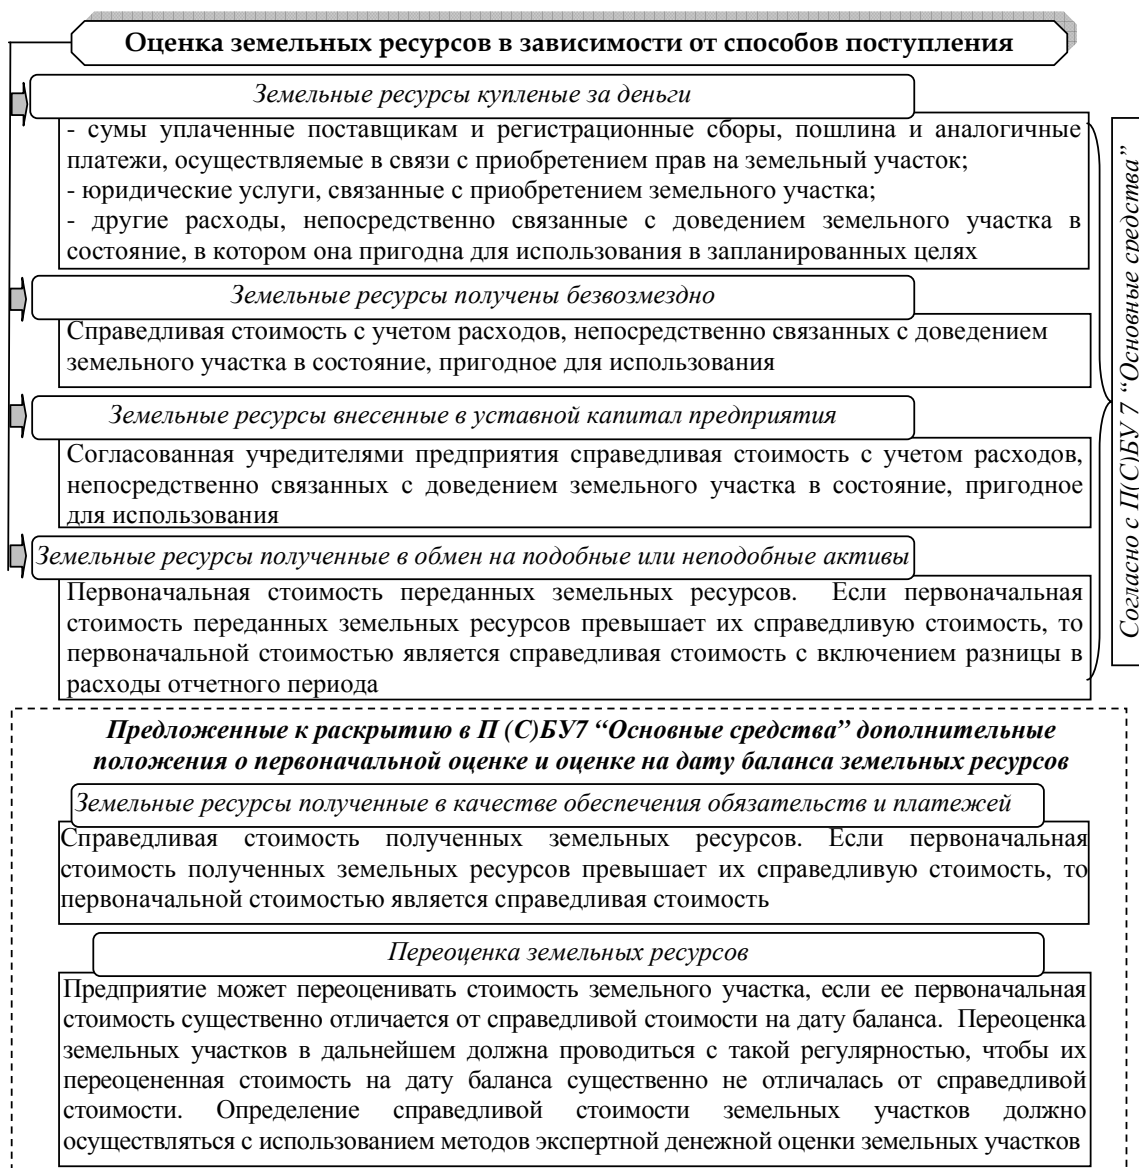 Оценка земельных ресурсов в зависимости от способов поступления
Земельные ресурсы купленые за деньги
- сумы уплаченные поставщикам и регистрационные сборы, пошлина и аналогичные
платежи, осуществляемые в связи с приобретением прав на земельный участок;
- юридические услуги, связанные с приобретением земельного участка;
- другие расходы, непосредственно связанные с доведением земельного участка в
состояние, в котором она пригодна для использования в запланированных целях
Земельные ресурсы получены безвозмездно
Справедливая стоимость с учетом расходов, непосредственно связанных с доведением
земельного участка в состояние, пригодное для использования
Земельные ресурсы внесенные в уставной капитал предприятия
Согласованная учредителями предприятия справедливая стоимость с учетом расходов,
непосредственно связанных с доведением земельного участка в состояние, пригодное
для использования
Земельные ресурсы полученные в обмен на подобные или неподобные активы
Первоначальная стоимость переданных земельных ресурсов. Если первоначальная
стоимость переданных земельных ресурсов превышает их справедливую стоимость, то
первоначальной стоимостью является справедливая стоимость с включением разницы в
расходы отчетного периода
Согласно с П(С)БУ 7 “Основные средства”
Предложенные к раскрытию в П (С)БУ7 “Основные средства” дополнительные
положения о первоначальной оценке и оценке на дату баланса земельных ресурсов
Земельные ресурсы полученные в качестве обеспечения обязательств и платежей
Справедливая стоимость полученных земельных ресурсов. Если первоначальная
стоимость полученных земельных ресурсов превышает их справедливую стоимость, то
первоначальной стоимостью является справедливая стоимость
Переоценка земельных ресурсов
Предприятие может переоценивать стоимость земельного участка, если ее первоначальная
стоимость существенно отличается от справедливой стоимости на дату баланса. Переоценка
земельных участков в дальнейшем должна проводиться с такой регулярностью, чтобы их
переоцененная стоимость на дату баланса существенно не отличалась от справедливой
стоимости. Определение справедливой стоимости земельных участков должно
осуществляться с использованием методов экспертной денежной оценки земельных участков